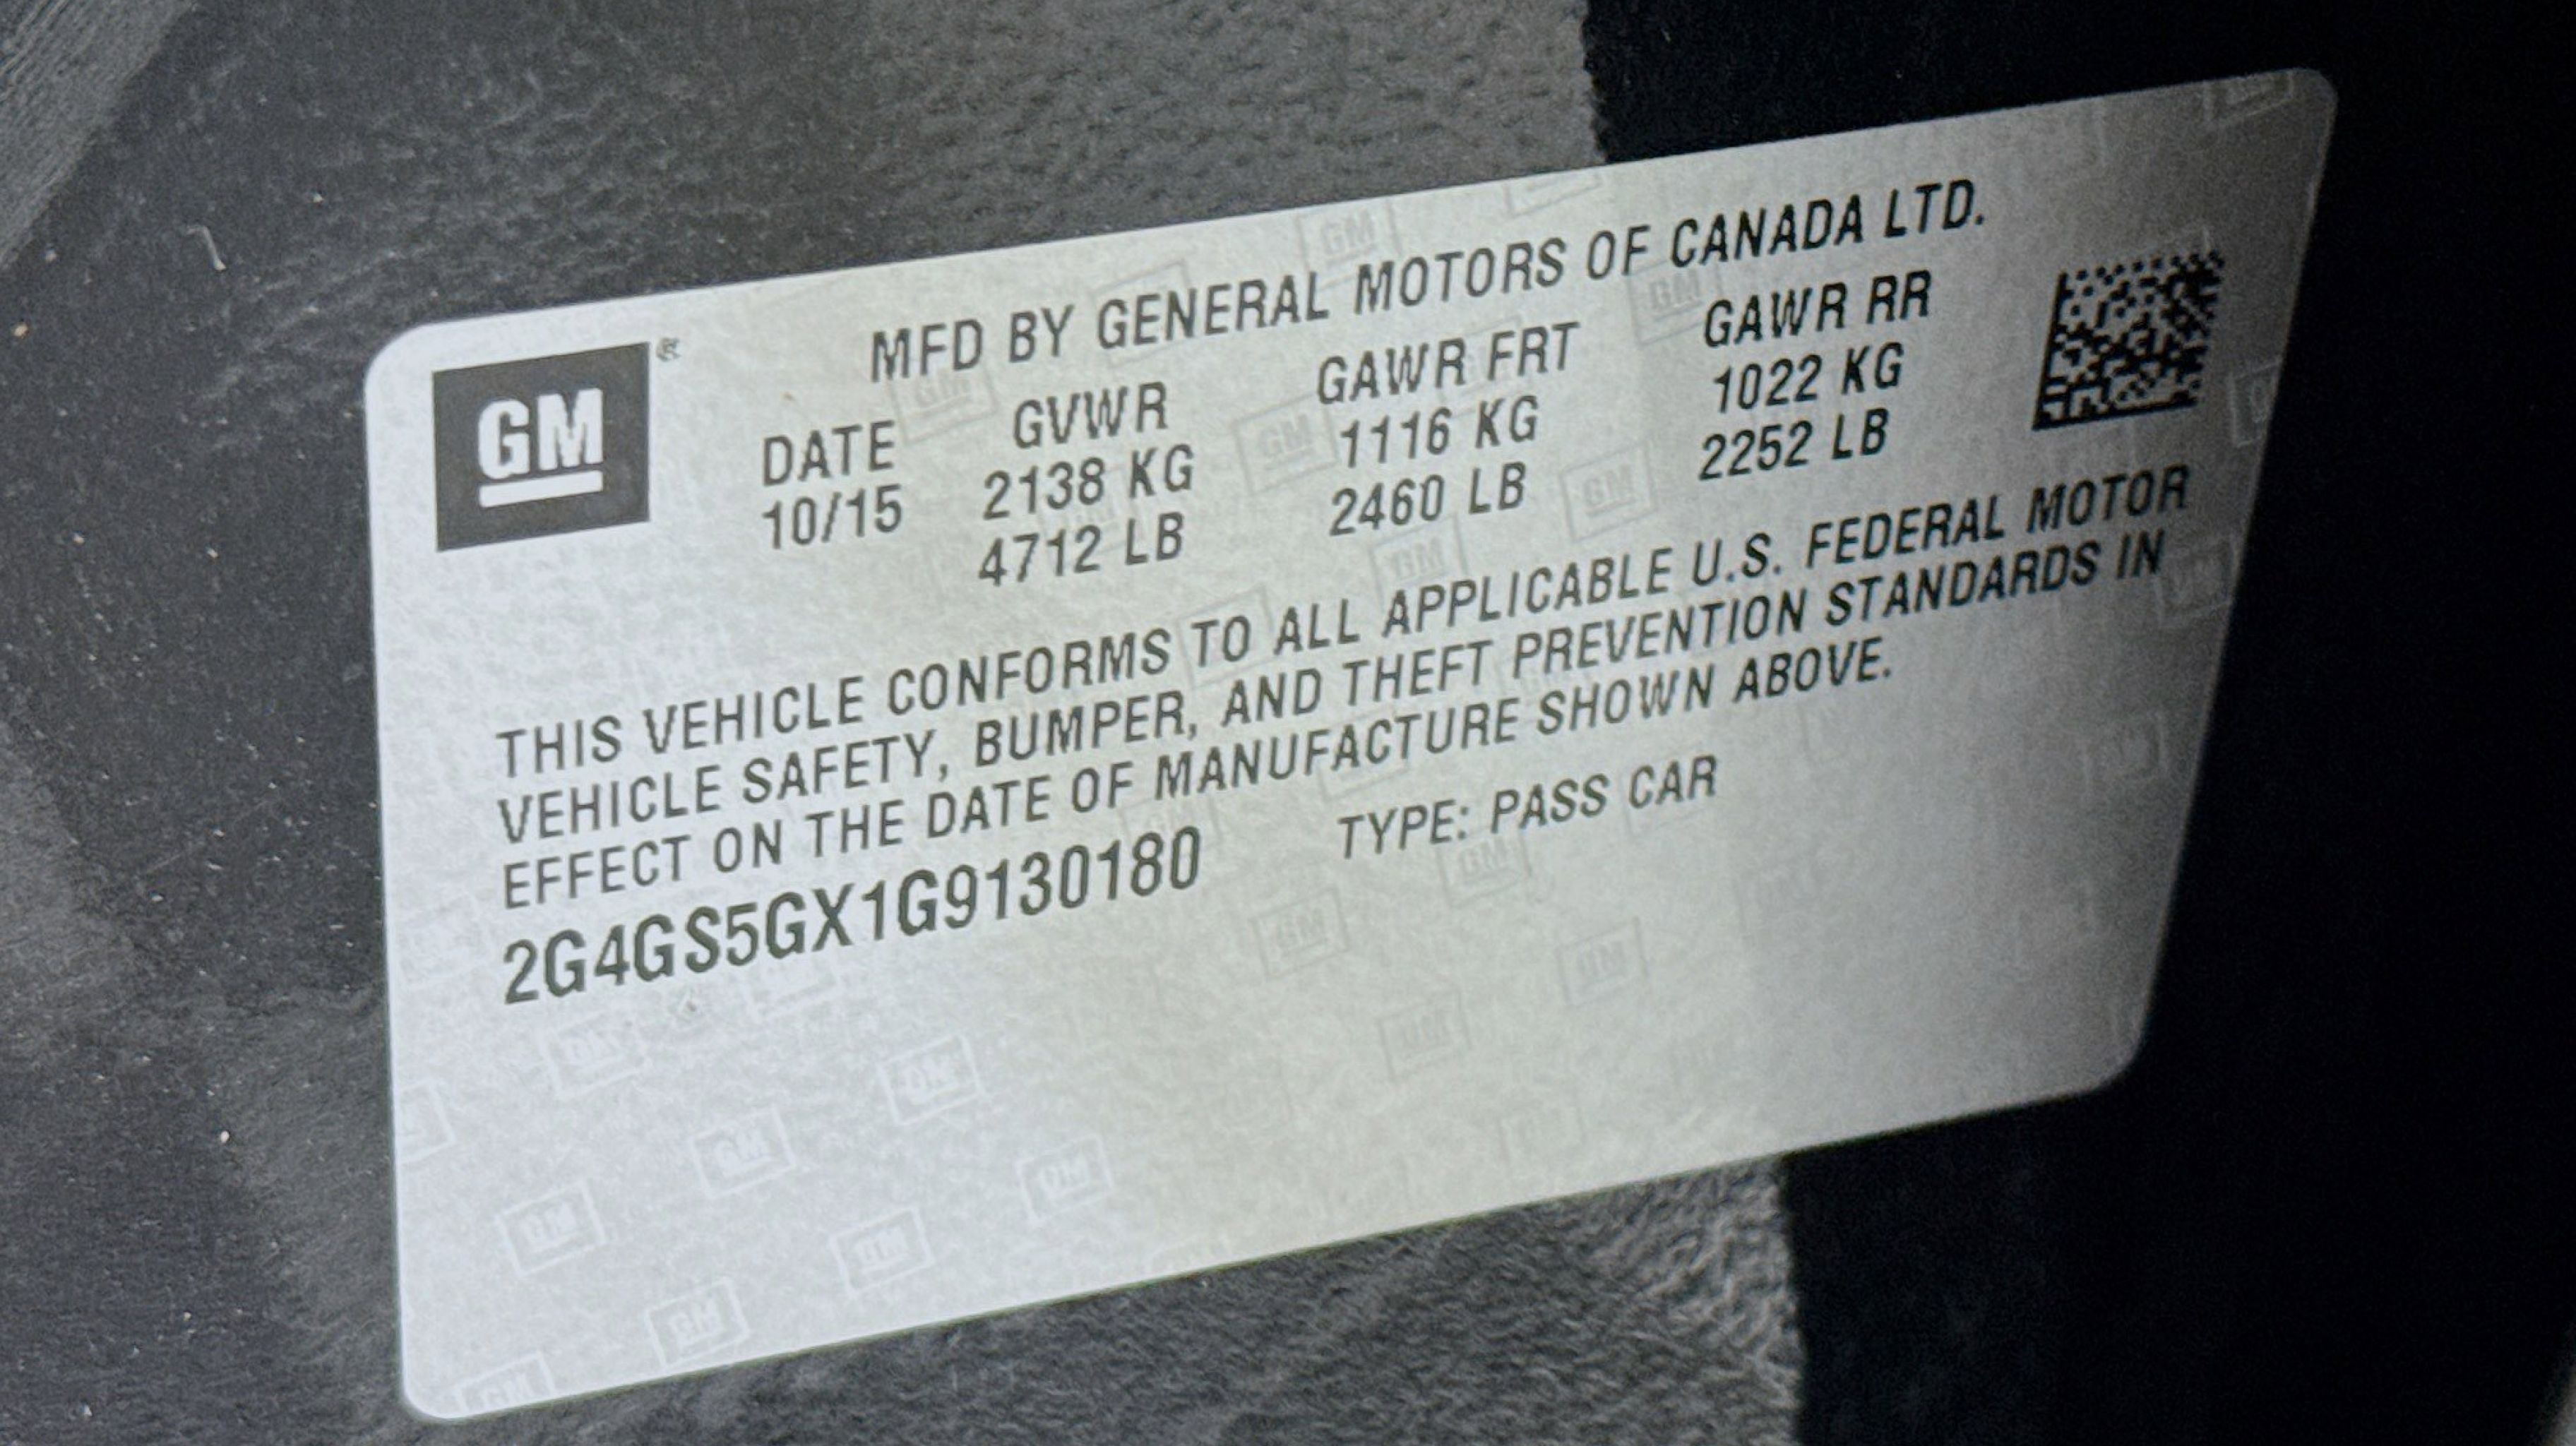 GM ®
MFD BY GENERAL MOTORS OF CANADA LTD.
DATE GVWR GAWR FRT GAWR RR
10/15 2138 KG 1116 KG 1022 KG
4712 LB 2460 LB 2252 LB
THIS VEHICLE CONFORMS TO ALL APPLICABLE U.S. FEDERAL MOTOR
VEHICLE SAFETY, BUMPER, AND THEFT PREVENTION STANDARDS IN
EFFECT ON THE DATE OF MANUFACTURE SHOWN ABOVE.
2G4GS5GX1G9130180 TYPE: PASS CAR